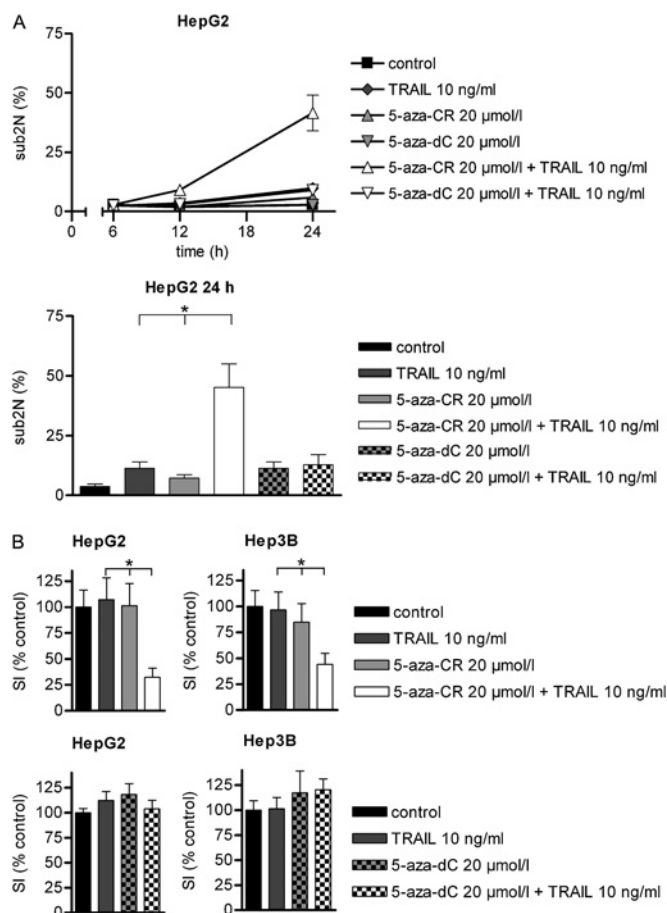 A
HepG2
75
50
25
0
sub2N (%)
0 6 12 18 24
time (h)
control
TRAIL 10 ng/ml
5-aza-CR 20 µmol/l
5-aza-dC 20 µmol/l
5-aza-CR 20 µmol/l + TRAIL 10 ng/ml
5-aza-dC 20 µmol/l + TRAIL 10 ng/ml
HepG2 24 h
75
50
25
0
sub2N (%)
*
control
TRAIL 10 ng/ml
5-aza-CR 20 µmol/l
5-aza-CR 20 µmol/l + TRAIL 10 ng/ml
5-aza-dC 20 µmol/l
5-aza-dC 20 µmol/l + TRAIL 10 ng/ml
B
HepG2
125
100
75
50
25
0
SI (% control)
*
Hep3B
125
100
75
50
25
0
SI (% control)
*
control
TRAIL 10 ng/ml
5-aza-CR 20 µmol/l
5-aza-CR 20 µmol/l + TRAIL 10 ng/ml
HepG2
125
100
75
50
25
0
SI (% control)
Hep3B
125
100
75
50
25
0
SI (% control)
control
TRAIL 10 ng/ml
5-aza-dC 20 µmol/l
5-aza-dC 20 µmol/l + TRAIL 10 ng/ml